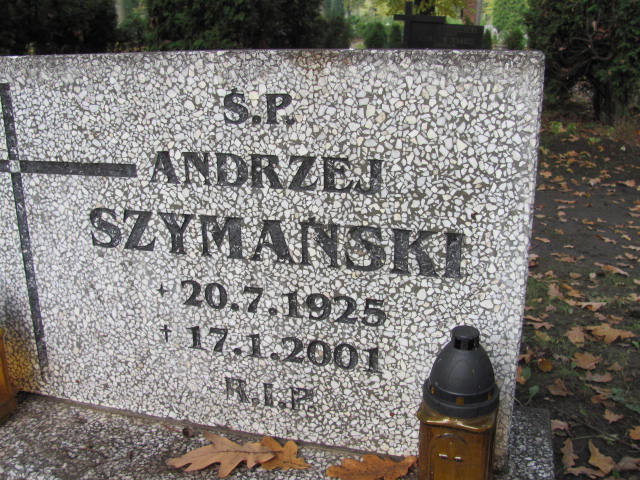 Ś.P.
ANDRZEJ
SZYMAŃSKI
* 20.7.1925
† 17.1.2001
R.I.P.